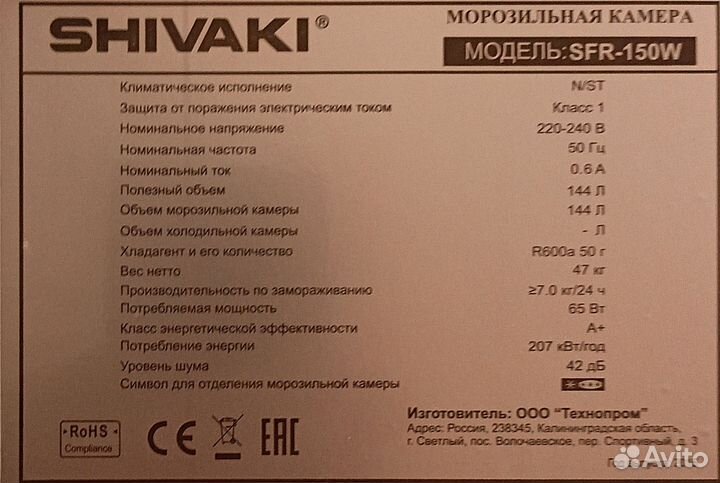 SHIVAKI®
МОРОЗИЛЬНАЯ КАМЕРА
МОДЕЛЬ:SFR-150W
Климатическое исполнение N/ST
Защита от поражения электрическим током Класс 1
Номинальное напряжение 220-240 В
Номинальная частота 50 Гц
Номинальный ток 0.6 А
Полезный объем 144 Л
Объем морозильной камеры 144 Л
Объем холодильной камеры - Л
Хладагент и его количество R600a 50 г
Вес нетто 47 кг
Производительность по замораживанию ≥7.0 кг/24 ч
Потребляемая мощность 65 Вт
Класс энергетической эффективности А+
Потребление энергии 207 кВт/год
Уровень шума 42 дБ
Символ для отделения морозильной камеры
RoHS
Compliance
CE
EAC
Изготовитель: ООО "Технопром"
Адрес: Россия, 238345, Калининградская область,
г. Светлый, пос. Волочаевское, пер. Спортивный, д. 3
Avito